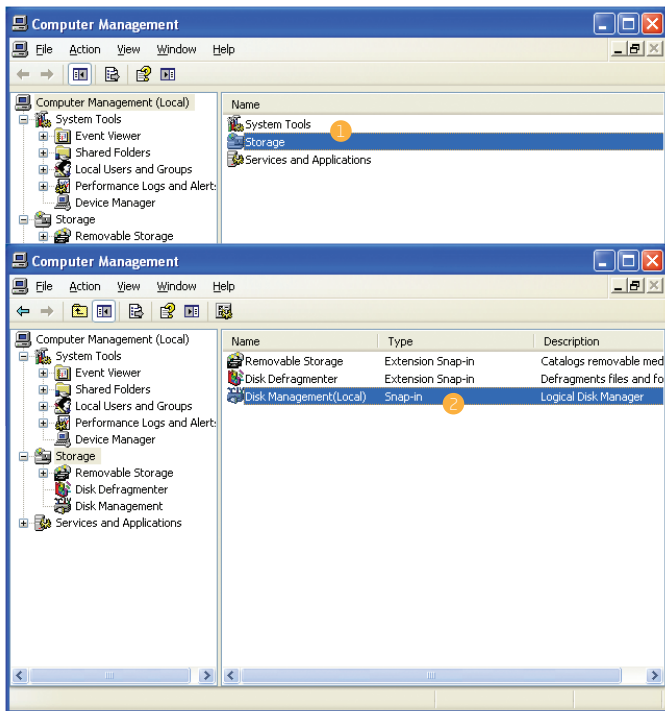 Computer Management
File Action View Window Help
Computer Management (Local)
System Tools
Event Viewer
Shared Folders
Local Users and Groups
Performance Logs and Alert:
Device Manager
Storage
Removable Storage
Name
System Tools
1
Storage
Services and Applications
Computer Management
File Action View Window Help
Computer Management (Local)
System Tools
Event Viewer
Shared Folders
Local Users and Groups
Performance Logs and Alert:
Device Manager
Storage
Removable Storage
Disk Defragmenter
Disk Management
Services and Applications
Name Type Description
Removable Storage Extension Snap-in Catalogs removable med
Disk Defragmenter Extension Snap-in Defragments files and fo
Disk Management(Local) Snap-in 2 Logical Disk Manager